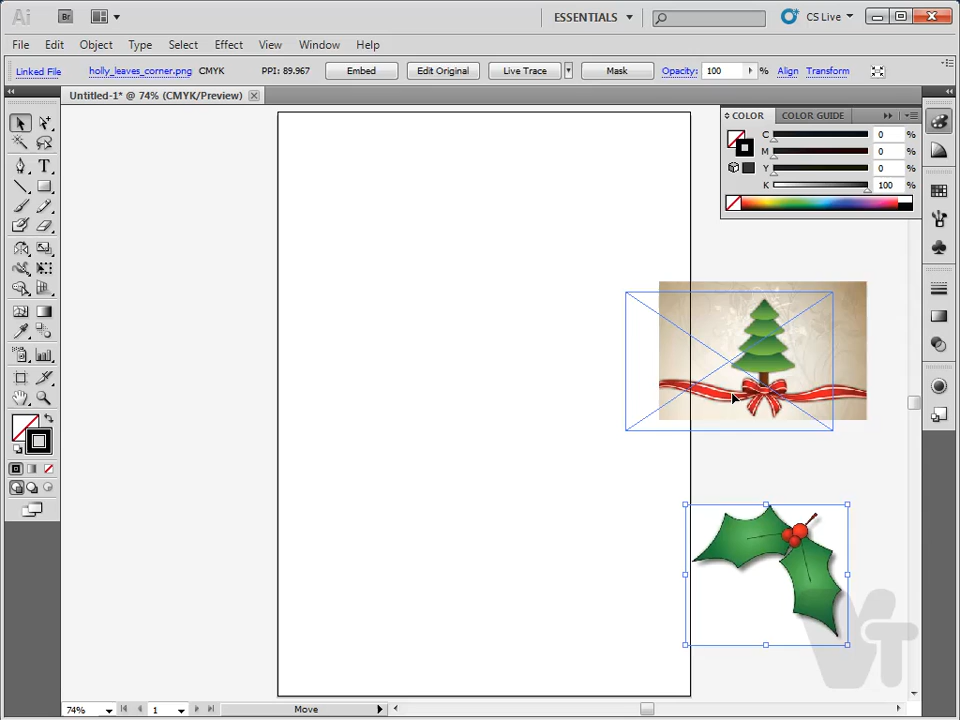 Ai Br ESSENTIALS CS Live
File Edit Object Type Select Effect View Window Help
Linked File holly_leaves_corner.png CMYK PPI: 89.967 Embed Edit Original Live Trace Mask Opacity: 100 % Align Transform
Untitled-1* @ 74% (CMYK/Preview)
COLOR COLOR GUIDE
C 0 %
M 0 %
Y 0 %
K 100 %
T
VT
74% 1 Move